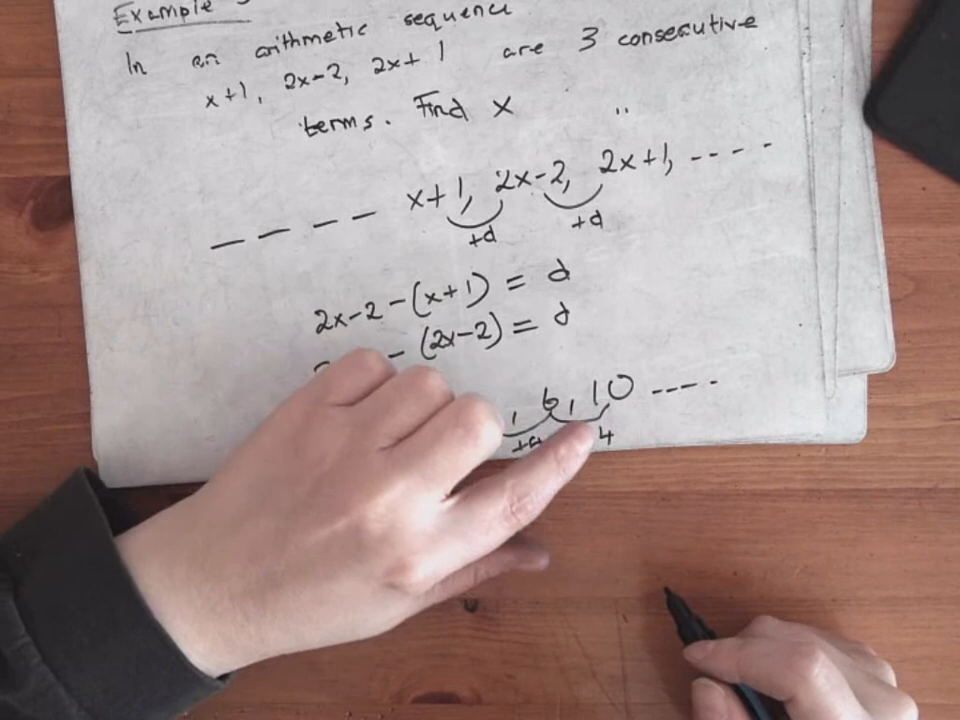 Example
In an arithmetic sequence
x+1, 2x-2, 2x+1 are 3 consecutive
terms. Find x
---- x+1, 2x-2, 2x+1, ----
+d +d
2x-2-(x+1) = d
- (2x-2) = d
, 6, 10 ----
4